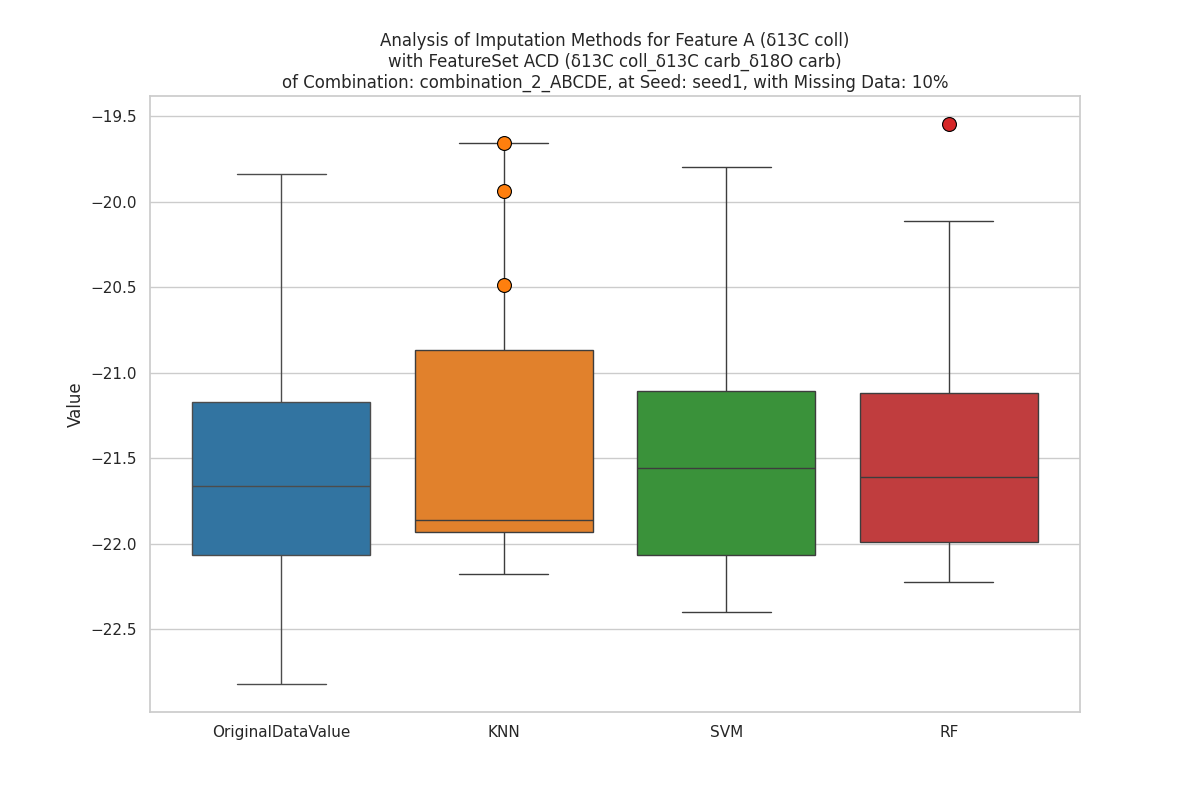 Analysis of Imputation Methods for Feature A (δ13C coll)
with FeatureSet ACD (δ13C coll_δ13C carb_δ18O carb)
of Combination: combination_2_ABCDE, at Seed: seed1, with Missing Data: 10%
−19.5
−20.0
−20.5
−21.0
−21.5
−22.0
−22.5
Value
OriginalDataValue
KNN
SVM
RF